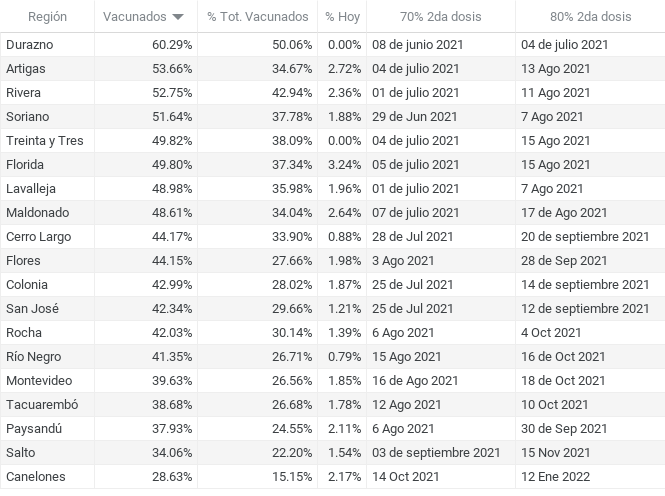 Región Vacunados % Tot. Vacunados % Hoy 70% 2da dosis 80% 2da dosis
Durazno 60.29% 50.06% 0.00% 08 de junio 2021 04 de julio 2021
Artigas 53.66% 34.67% 2.72% 04 de julio 2021 13 Ago 2021
Rivera 52.75% 42.94% 2.36% 01 de julio 2021 11 Ago 2021
Soriano 51.64% 37.78% 1.88% 29 de Jun 2021 7 Ago 2021
Treinta y Tres 49.82% 38.09% 0.00% 04 de julio 2021 15 Ago 2021
Florida 49.80% 37.34% 3.24% 05 de julio 2021 15 Ago 2021
Lavalleja 48.98% 35.98% 1.96% 01 de julio 2021 7 Ago 2021
Maldonado 48.61% 34.04% 2.64% 07 de julio 2021 17 de Ago 2021
Cerro Largo 44.17% 33.90% 0.88% 28 de Jul 2021 20 de septiembre 2021
Flores 44.15% 27.66% 1.98% 3 Ago 2021 28 de Sep 2021
Colonia 42.99% 28.02% 1.87% 25 de Jul 2021 14 de septiembre 2021
San José 42.34% 29.66% 1.21% 25 de Jul 2021 12 de septiembre 2021
Rocha 42.03% 30.14% 1.39% 6 Ago 2021 4 Oct 2021
Río Negro 41.35% 26.71% 0.79% 15 Ago 2021 16 de Oct 2021
Montevideo 39.63% 26.56% 1.85% 16 de Ago 2021 18 de Oct 2021
Tacuarembó 38.68% 26.68% 1.78% 12 Ago 2021 10 Oct 2021
Paysandú 37.93% 24.55% 2.11% 6 Ago 2021 30 de Sep 2021
Salto 34.06% 22.20% 1.54% 03 de septiembre 2021 15 Nov 2021
Canelones 28.63% 15.15% 2.17% 14 Oct 2021 12 Ene 2022